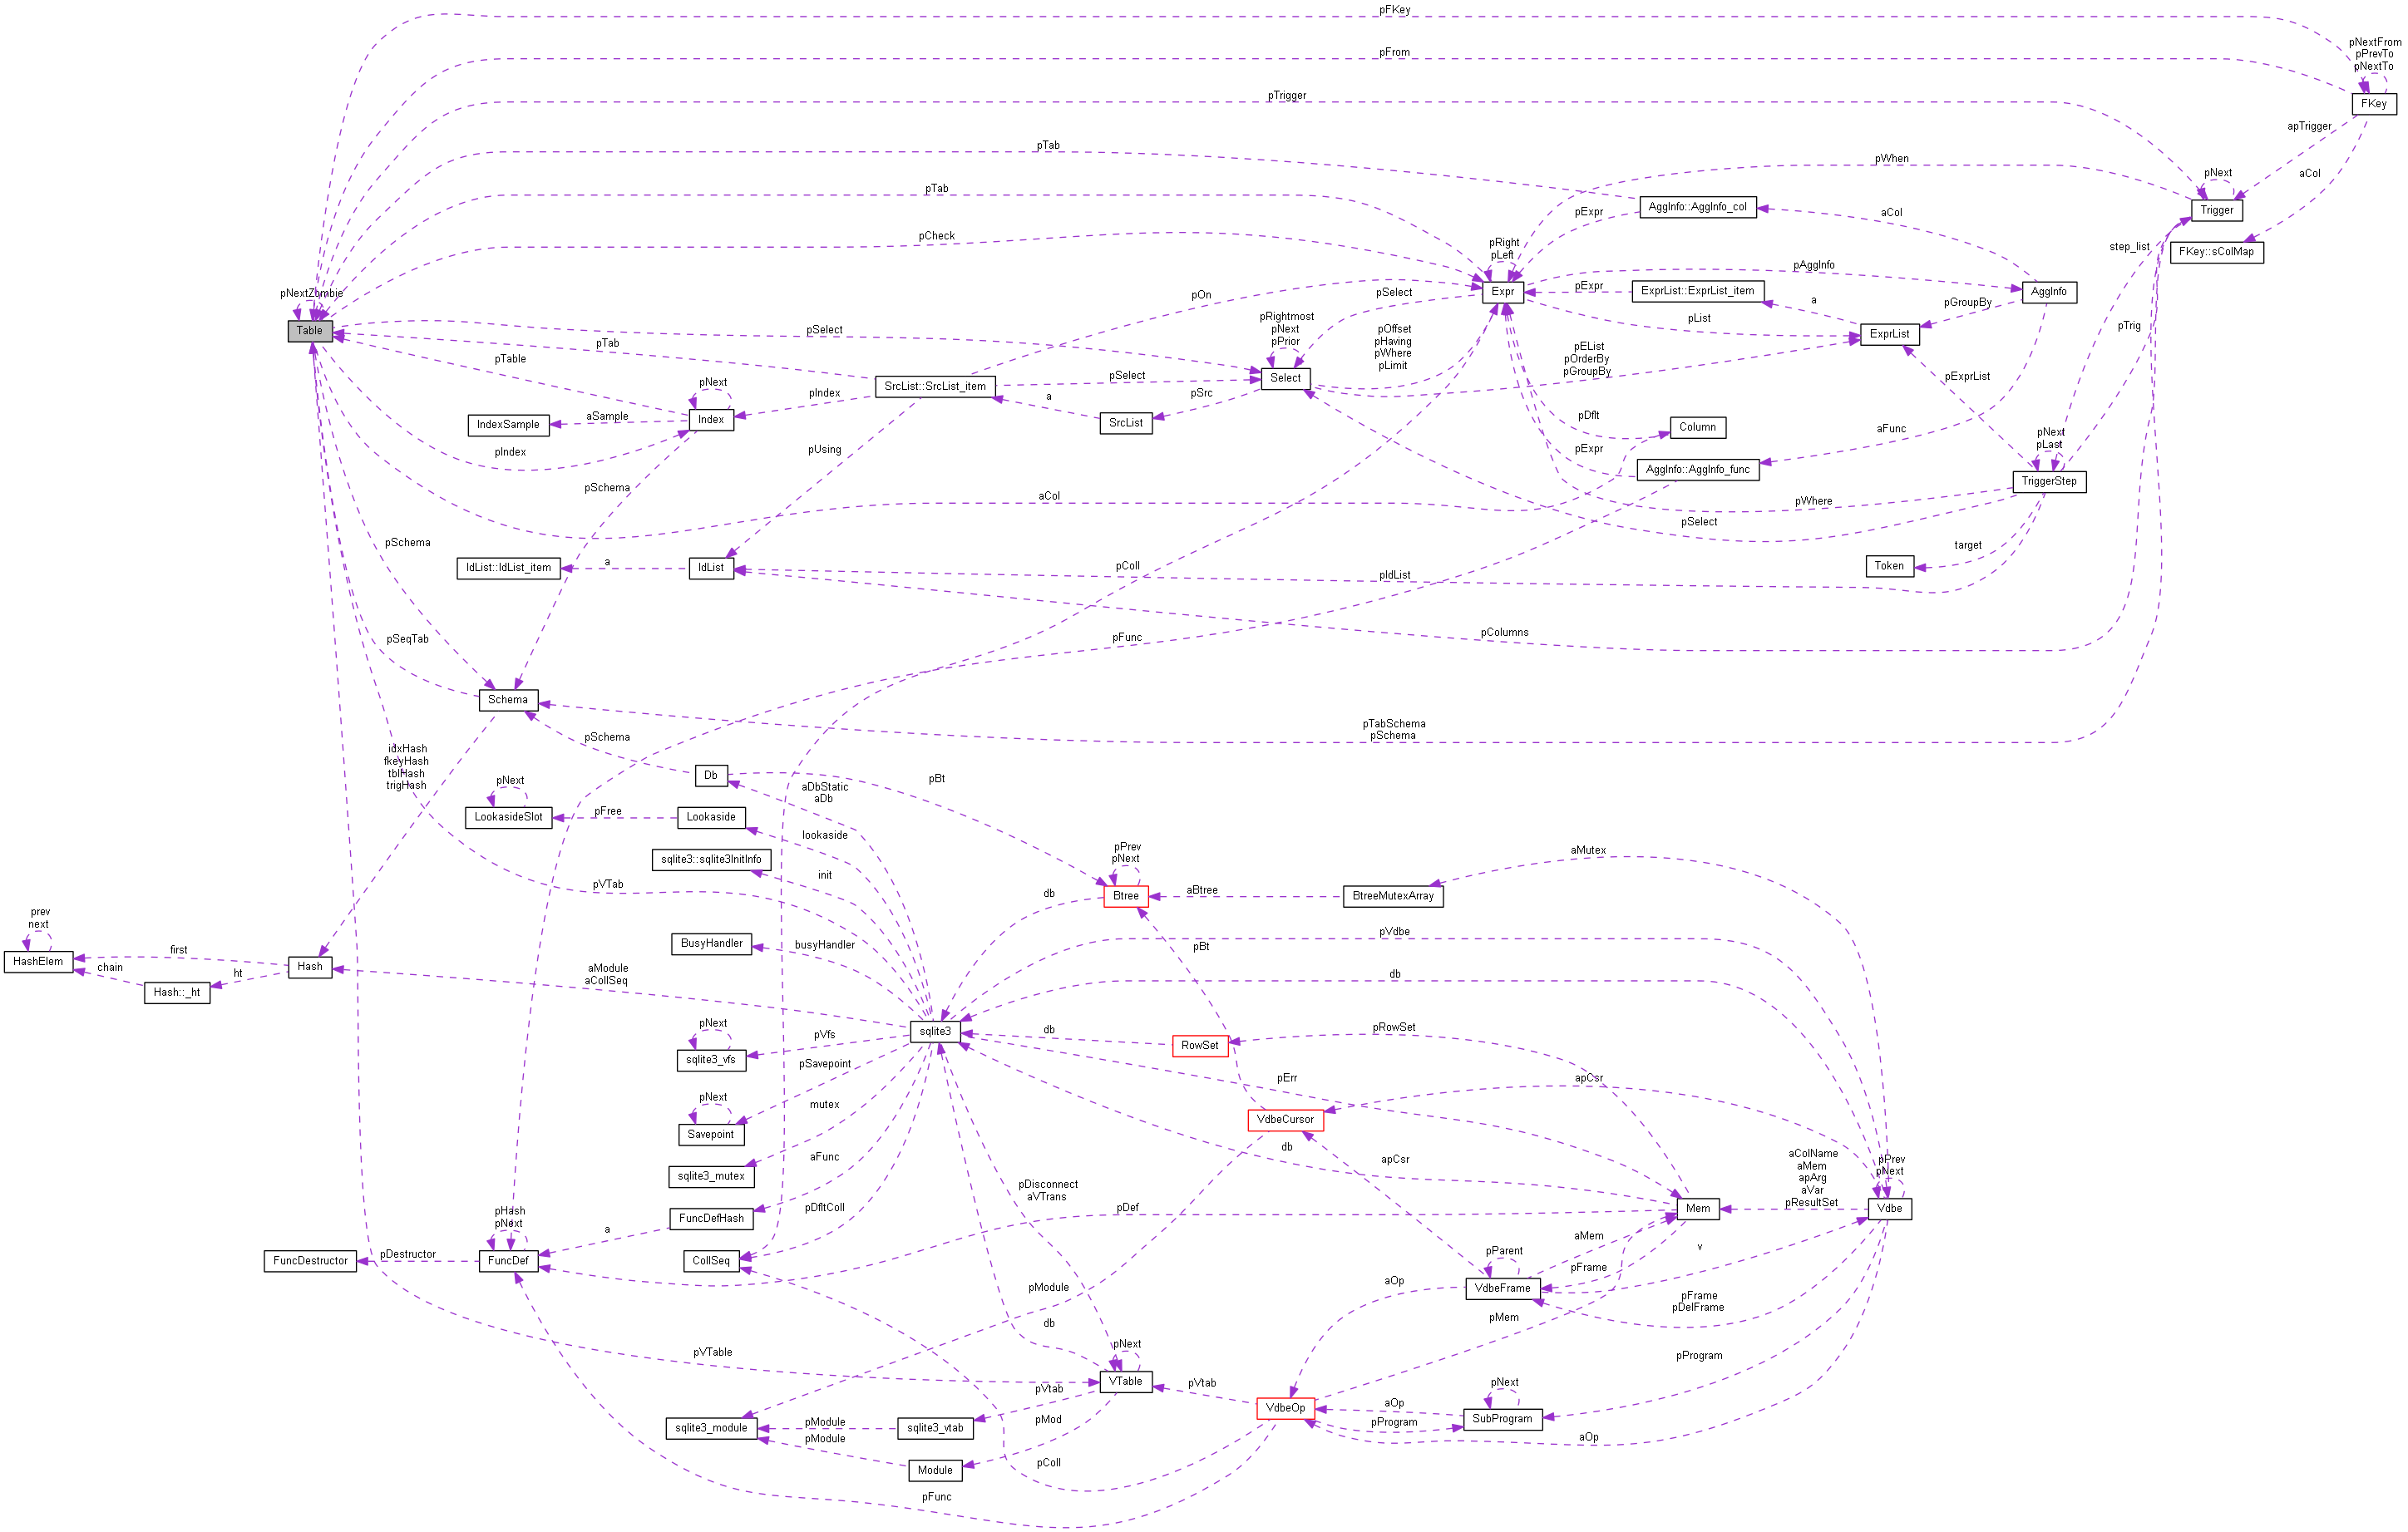 pFKey
pNextFrom
pPrevTo
pNextTo
pFrom
FKey
pTrigger
apTrigger
pTab
pWhen
aCol
pNext
Trigger
pTab
AggInfo::AggInfo_col
pExpr
aCol
pCheck
pRight
pLeft
step_list
FKey::sColMap
pAggInfo
pNextZombie
pOn
pSelect
Expr
pExpr
ExprList::ExprList_item
AggInfo
a
pGroupBy
Table
pSelect
pRightmost
pNext
pPrior
pOffset
pHaving
pWhere
pLimit
pList
ExprList
pTrig
pTab
pTable
pEList
pOrderBy
pGroupBy
pSelect
Select
pExprList
pNext
SrcList::SrcList_item
pIndex
pSrc
a
aSample
IndexSample
Index
SrcList
pDflt
Column
aFunc
pNext
pLast
pIndex
pUsing
pExpr
AggInfo::AggInfo_func
TriggerStep
pSchema
aCol
pWhere
pSelect
pSchema
target
IdList::IdList_item
a
IdList
pColl
pIdList
Token
pSeqTab
pFunc
pColumns
Schema
pTabSchema
pSchema
pSchema
idxHash
fkeyHash
tblHash
trigHash
Db
pBt
pNext
aDbStatic
aDb
LookasideSlot
pFree
Lookaside
lookaside
sqlite3::sqlite3InitInfo
init
pPrev
pNext
aMutex
pVTab
db
Btree
aBtree
BtreeMutexArray
prev
next
BusyHandler
busyHandler
pBt
pVdbe
HashElem
first
chain
Hash
ht
Hash::_ht
aModule
aCollSeq
db
pNext
sqlite3
pVfs
db
pRowSet
sqlite3_vfs
RowSet
pSavepoint
pErr
apCsr
pNext
mutex
Savepoint
VdbeCursor
aFunc
db
apCsr
aColName
aMem
apArg
aVar
pResultSet
pPrev
pNext
sqlite3_mutex
pDisconnect
aVTrans
pHash
pNext
FuncDefHash
pDfltColl
pDef
Mem
Vdbe
a
FuncDestructor
pDestructor
FuncDef
CollSeq
pParent
aMem
v
pModule
aOp
VdbeFrame
pFrame
pFrame
pDelFrame
db
pMem
pVTable
pNext
pProgram
VTable
pVtab
pVtab
pNext
pModule
sqlite3_module
sqlite3_vtab
pMod
VdbeOp
aOp
pProgram
SubProgram
pModule
aOp
Module
pColl
pFunc